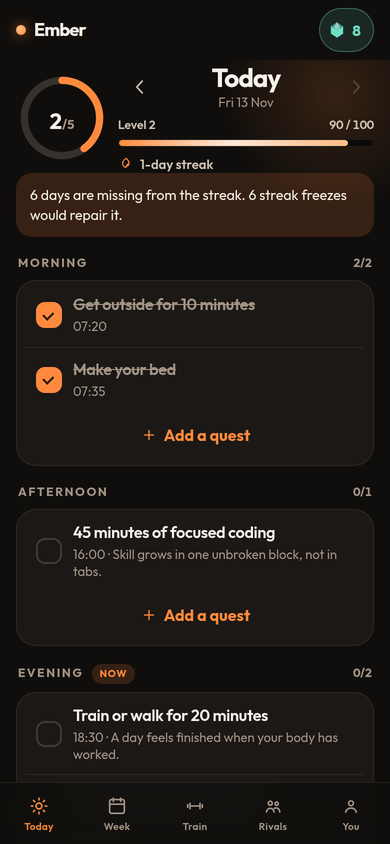 Ember
8
Today
Fri 13 Nov
2/5
Level 2
90 / 100
1-day streak
6 days are missing from the streak. 6 streak freezes
would repair it.
MORNING
2/2
Get outside for 10 minutes
07:20
Make your bed
07:35
+ Add a quest
AFTERNOON
0/1
45 minutes of focused coding
16:00 · Skill grows in one unbroken block, not in
tabs.
+ Add a quest
EVENING
NOW
0/2
Train or walk for 20 minutes
18:30 · A day feels finished when your body has
worked.
Today
Week
Train
Rivals
You